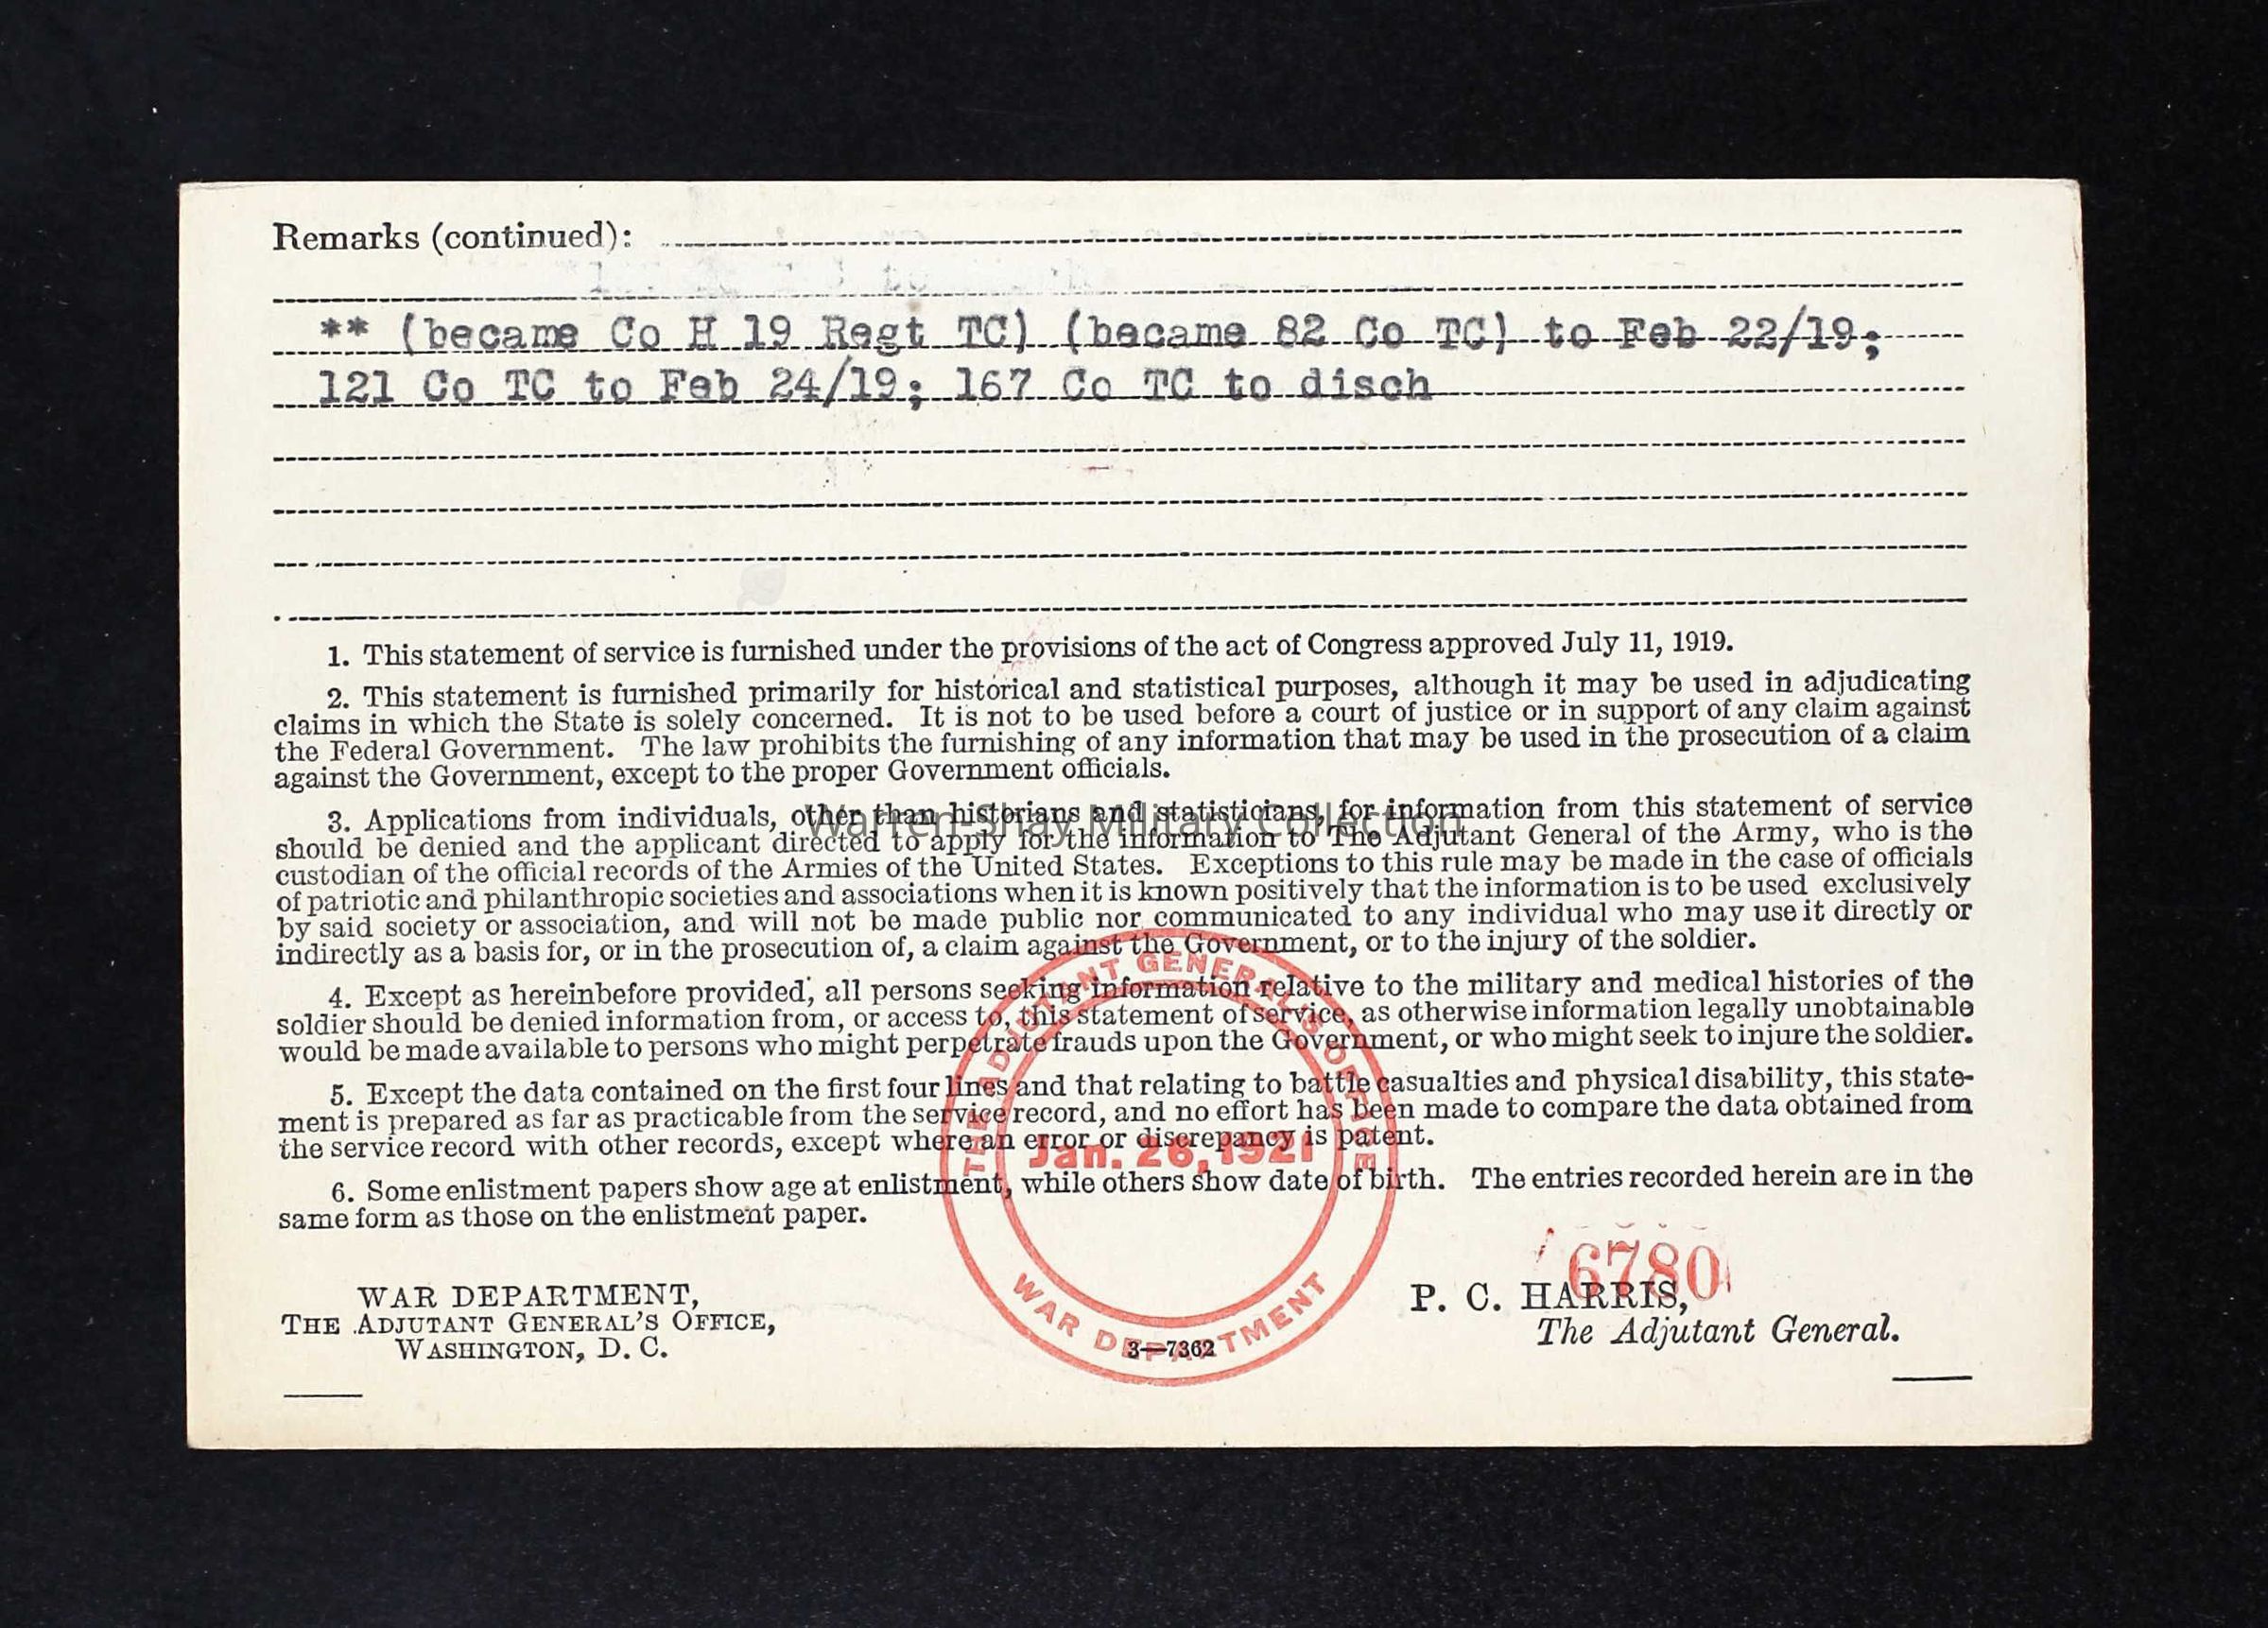 Remarks (continued):
** (became Co H 19 Regt TC) (became 82 Co TC) to Feb 22/19;
121 Co TC to Feb 24/19; 167 Co TC to disch
1. This statement of service is furnished under the provisions of the act of Congress approved July 11, 1919.
2. This statement is furnished primarily for historical and statistical purposes, although it may be used in adjudicating
claims in which the State is solely concerned. It is not to be used before a court of justice or in support of any claim against
the Federal Government. The law prohibits the furnishing of any information that may be used in the prosecution of a claim
against the Government, except to the proper Government officials.
3. Applications from individuals, other than historians and statisticians, for information from this statement of service
Warren-Shay Military Collection
should be denied and the applicant directed to apply for the information to The Adjutant General of the Army, who is the
custodian of the official records of the Armies of the United States. Exceptions to this rule may be made in the case of officials
of patriotic and philanthropic societies and associations when it is known positively that the information is to be used exclusively
by said society or association, and will not be made public nor communicated to any individual who may use it directly or
indirectly as a basis for, or in the prosecution of, a claim against the Government, or to the injury of the soldier.
4. Except as hereinbefore provided, all persons seeking information relative to the military and medical histories of the
soldier should be denied information from, or access to, this statement of service, as otherwise information legally unobtainable
would be made available to persons who might perpetrate frauds upon the Government, or who might seek to injure the soldier.
5. Except the data contained on the first four lines and that relating to battle casualties and physical disability, this state-
ment is prepared as far as practicable from the service record, and no effort has been made to compare the data obtained from
the service record with other records, except where an error or discrepancy is patent.
6. Some enlistment papers show age at enlistment, while others show date of birth. The entries recorded herein are in the
same form as those on the enlistment paper.
THE ADJUTANT GENERAL'S OFFICE
Jan. 26, 1921
WAR DEPARTMENT
6780
WAR DEPARTMENT,
THE ADJUTANT GENERAL'S OFFICE,
WASHINGTON, D. C.
3—7362
P. C. HARRIS,
The Adjutant General.